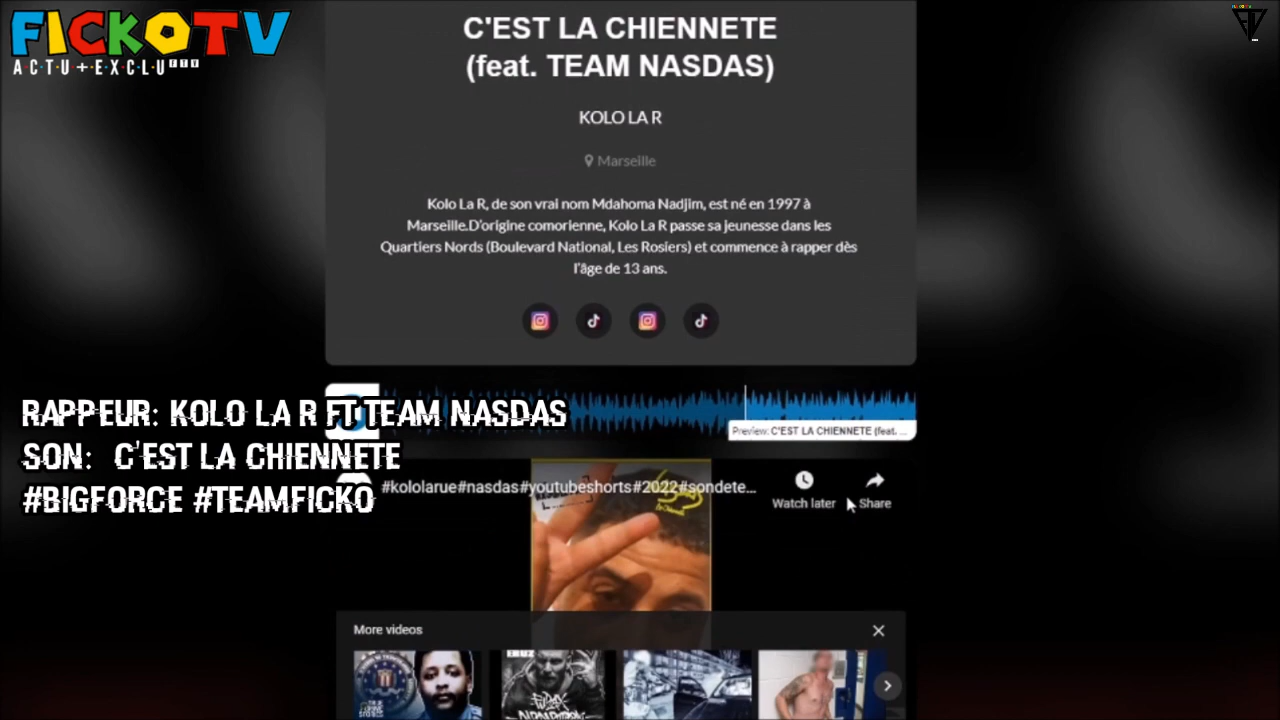 FICKOTV
ACTU+EXCLU
C'EST LA CHIENNETE
(feat. TEAM NASDAS)
KOLO LA R
Marseille
Kolo La R, de son vrai nom Mdahoma Nadjim, est né en 1997 à
Marseille.D'origine comorienne, Kolo La R passe sa jeunesse dans les
Quartiers Nords (Boulevard National, Les Rosiers) et commence à rapper dès
l'âge de 13 ans.
RAPPEUR: KOLO LA R FT TEAM NASDAS
Preview: C'EST LA CHIENNETE (feat. ...
SON: C'EST LA CHIENNETE
#kololarue#nasdas#youtubeshorts#2022#sondete...
Watch later
Share
#BIGFORCE #TEAMFICKO
More videos